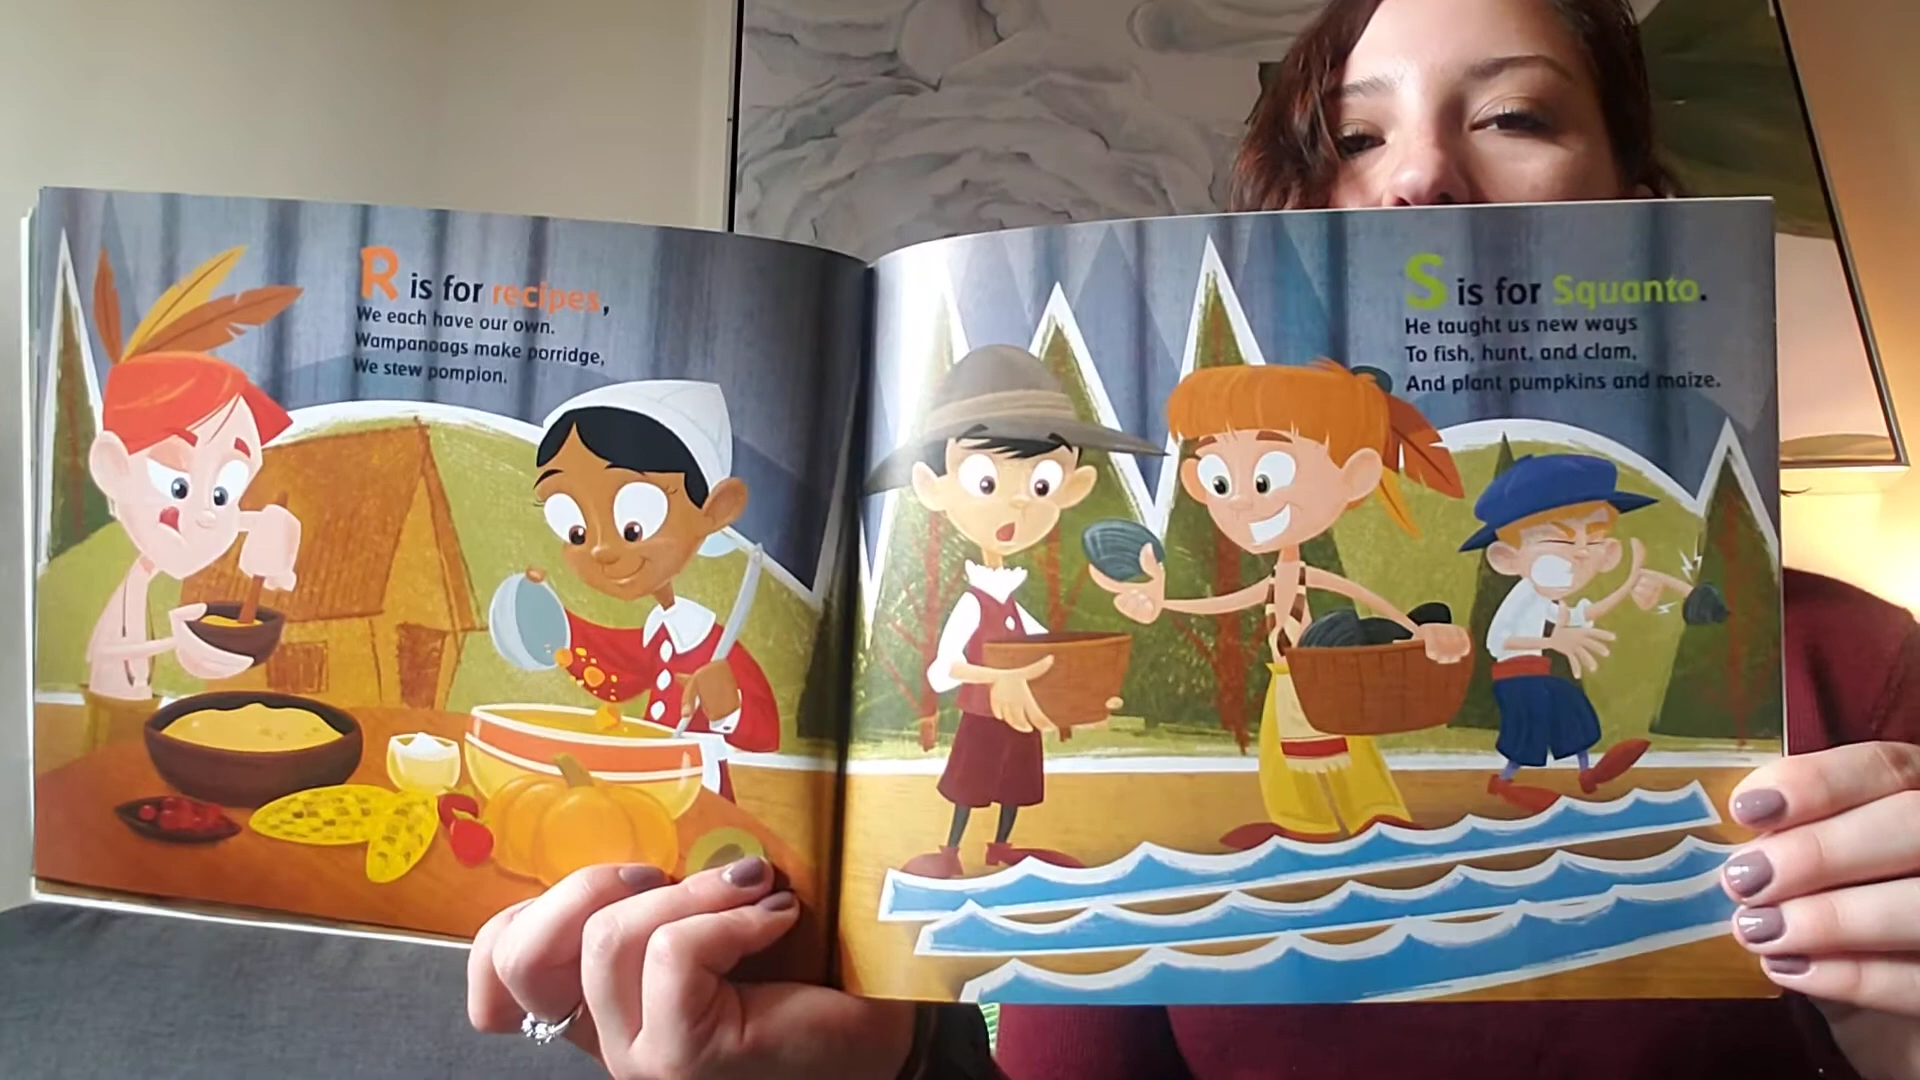 R is for recipes,
We each have our own.
Wampanoags make porridge,
We stew pompion.
S is for Squanto.
He taught us new ways
To fish, hunt, and clam,
And plant pumpkins and maize.